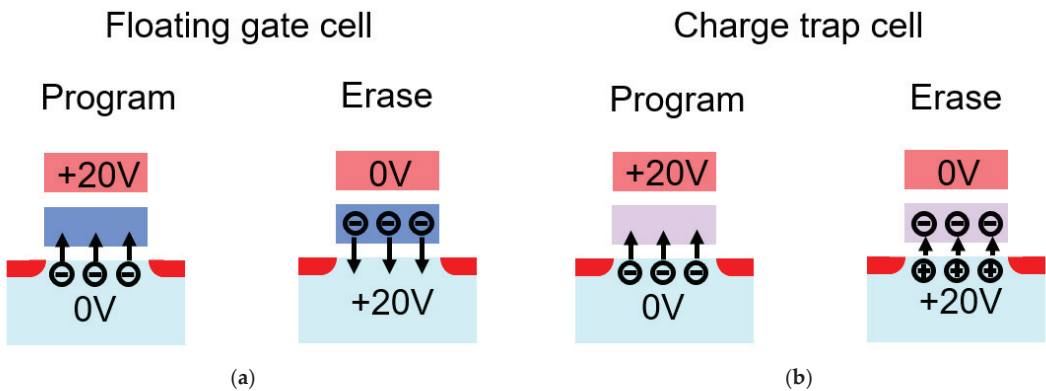 Floating gate cell
Charge trap cell
Program
Erase
Program
Erase
+20V
0V
+20V
0V
− − −
− − −
− − −
− − −
+ + +
0V
+20V
0V
+20V
(a)
(b)